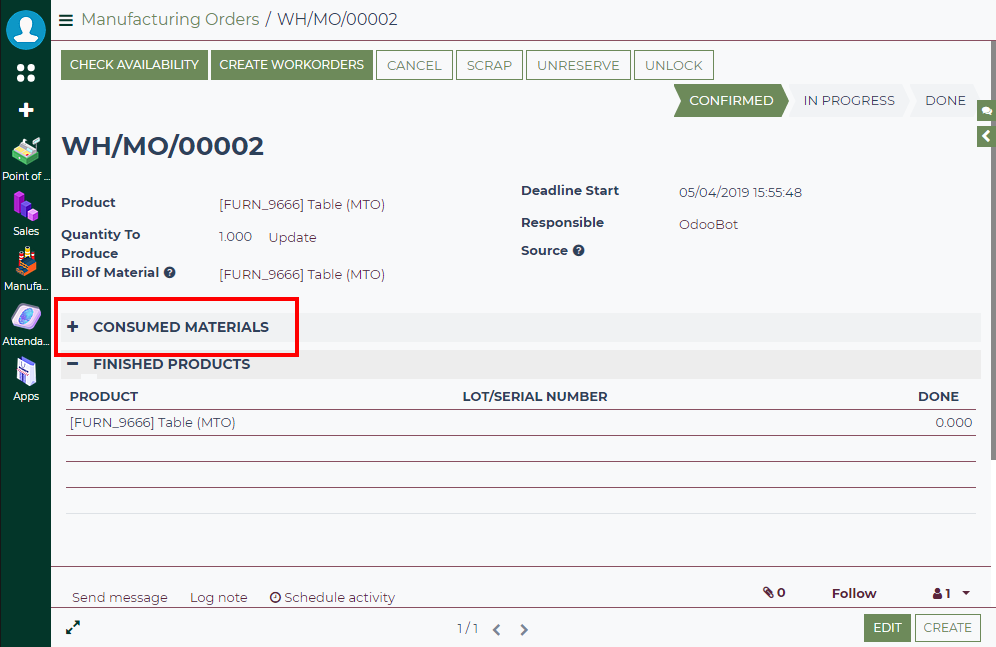 Manufacturing Orders / WH/MO/00002
CHECK AVAILABILITY CREATE WORKORDERS CANCEL SCRAP UNRESERVE UNLOCK
CONFIRMED IN PROGRESS DONE
WH/MO/00002
Product [FURN_9666] Table (MTO)
Quantity To Produce 1.000 Update
Bill of Material ? [FURN_9666] Table (MTO)
Deadline Start 05/04/2019 15:55:48
Responsible OdooBot
Source ?
+ CONSUMED MATERIALS
− FINISHED PRODUCTS
PRODUCT LOT/SERIAL NUMBER DONE
[FURN_9666] Table (MTO) 0.000
Send message Log note Schedule activity 0 Follow 1
1 / 1
EDIT CREATE
Point of ...
Sales
Manufa...
Attenda...
Apps